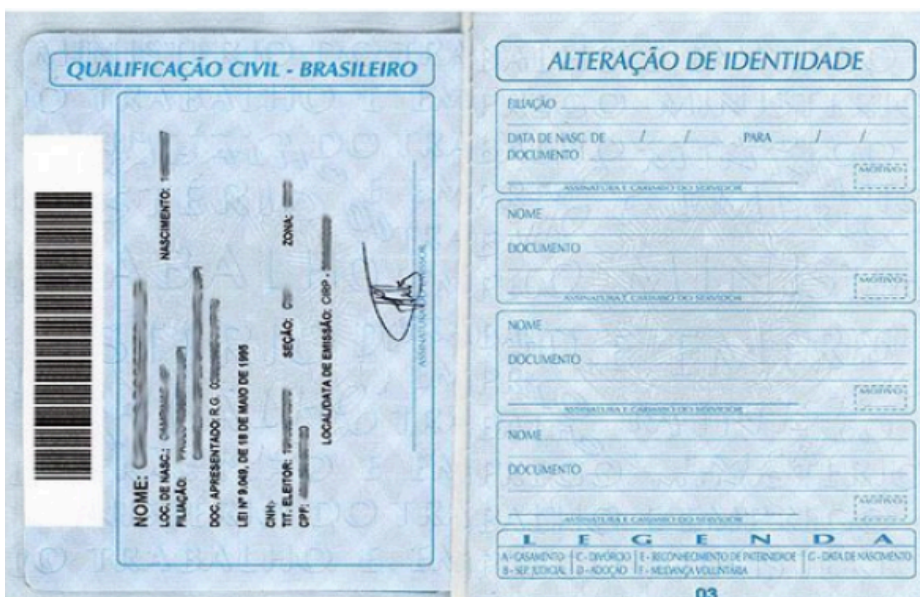 QUALIFICAÇÃO CIVIL - BRASILEIRO
NOME:
LOC. DE NASC.: NASCIMENTO:
FILIAÇÃO:
DOC. APRESENTADO: R.G.
LEI Nº 9.049, DE 18 DE MAIO DE 1995
CNH:
TIT. ELEITOR: SEÇÃO: ZONA:
CPF:
LOCAL/DATA DE EMISSÃO: CIRP -
ASSINATURA DO EMISSOR
ALTERAÇÃO DE IDENTIDADE
FILIAÇÃO
DATA DE NASC. DE / / PARA / /
DOCUMENTO
MOTIVO
ASSINATURA E CARIMBO DO SERVIDOR
NOME
DOCUMENTO
MOTIVO
ASSINATURA E CARIMBO DO SERVIDOR
NOME
DOCUMENTO
MOTIVO
ASSINATURA E CARIMBO DO SERVIDOR
NOME
DOCUMENTO
MOTIVO
ASSINATURA E CARIMBO DO SERVIDOR
LEGENDA
A - CASAMENTO C - DIVÓRCIO E - RECONHECIMENTO DE PATERNIDADE G - DATA DE NASCIMENTO
B - SEP. JUDICIAL D - ADOÇÃO F - MUDANÇA VOLUNTÁRIA
03